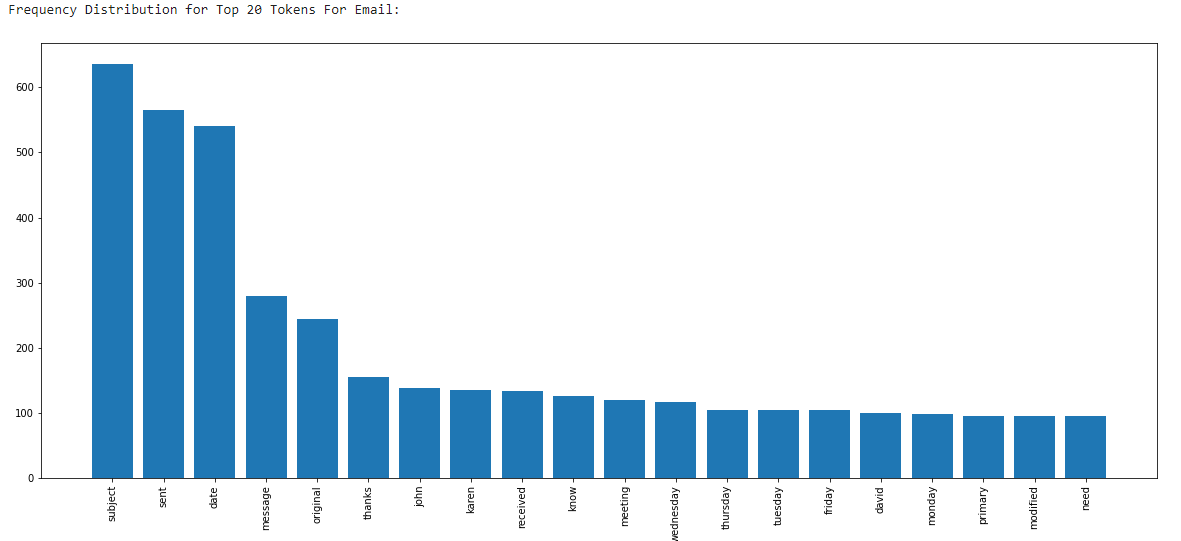 Frequency Distribution for Top 20 Tokens For Email:
600
500
400
300
200
100
0
subject
sent
date
message
original
thanks
john
karen
received
know
meeting
wednesday
thursday
tuesday
friday
david
monday
primary
modified
need